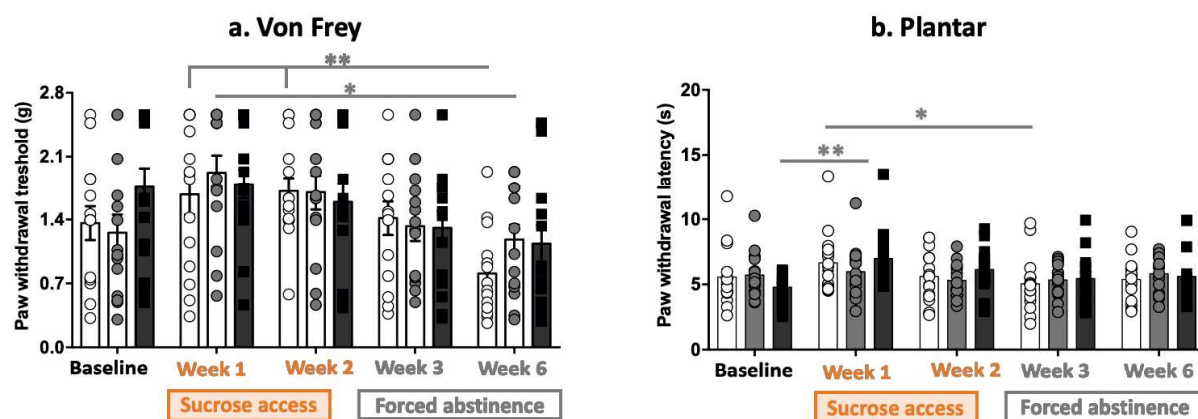 a. Von Frey
**
*
Paw withdrawal treshold (g)
2.8
2.1
1.4
0.7
0.0
Baseline
Week 1
Week 2
Week 3
Week 6
Sucrose access
Forced abstinence
b. Plantar
*
**
Paw withdrawal latency (s)
20
15
10
5
0
Baseline
Week 1
Week 2
Week 3
Week 6
Sucrose access
Forced abstinence